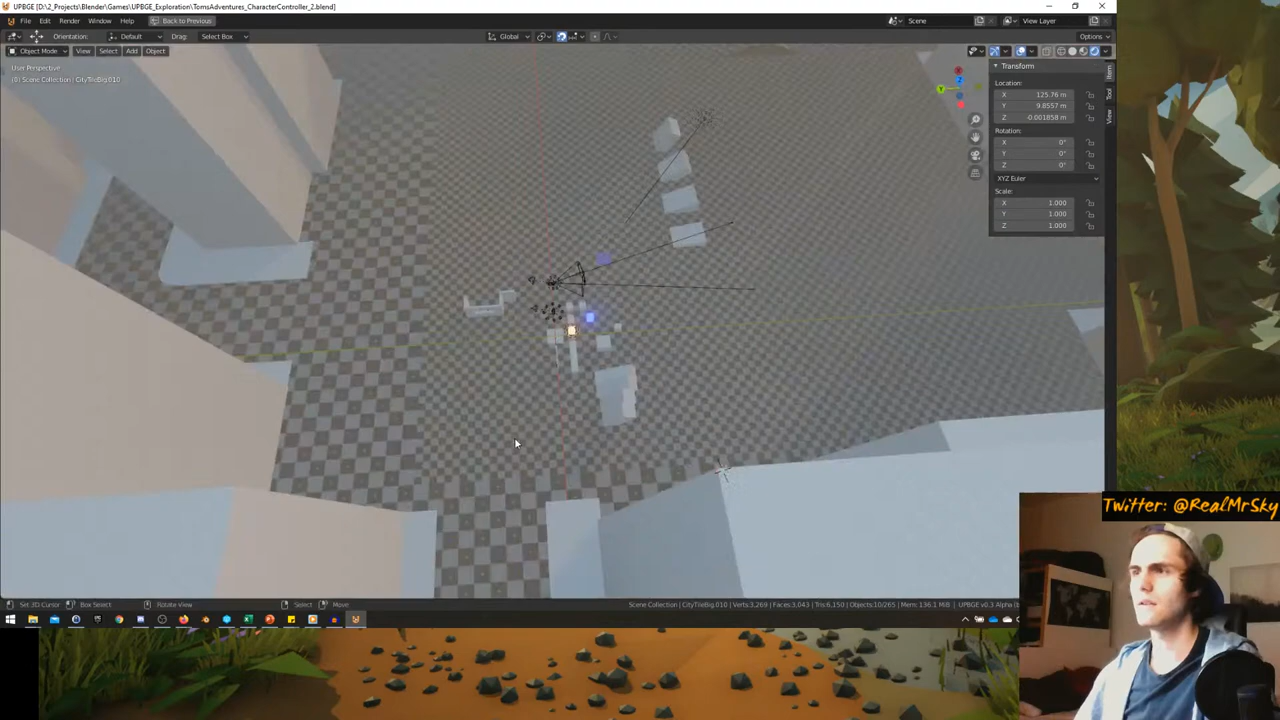 UPBGE [D:\2_Projects\Blender\Games\UPBGE_Exploration\TomsAdventures_CharacterController_2.blend]
File Edit Render Window Help Back to Previous Scene View Layer
Orientation: Default Drag: Select Box Global Options
Object Mode View Select Add Object
User Perspective
(0) Scene Collection | CityTileBig.010
Transform
Location:
X 125.76 m
Y 9.8557 m
Z -0.001858 m
Rotation:
X 0°
Y 0°
Z 0°
XYZ Euler
Scale:
X 1.000
Y 1.000
Z 1.000
Item
Tool
View
Twitter: @RealMrSky
Set 3D Cursor Box Select Rotate View Select Move Scene Collection | CityTileBig.010 | Verts:3,269 | Faces:3,043 | Tris:6,150 | Objects:10/265 | Mem: 136.1 MiB | UPBGE v0.3 Alpha